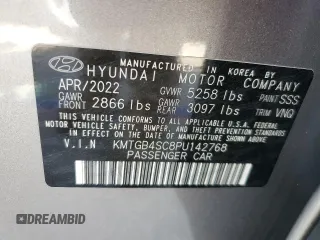 MANUFACTURED IN KOREA BY
HYUNDAI MOTOR COMPANY
APR/2022 GVWR 5258 lbs PAINT SSS
GAWR FRONT 2866 lbs GAWR REAR 3097 lbs TRIM VNQ
THIS VEHICLE CONFORMS TO ALL APPLICABLE
U.S. FEDERAL MOTOR VEHICLE SAFETY, BUMPER,
AND THEFT PREVENTION STANDARDS IN EFFECT
ON THE DATE OF MANUFACTURE SHOWN ABOVE.
V.I.N KMTGB4SC8PU142768
PASSENGER CAR
© DREAMBID